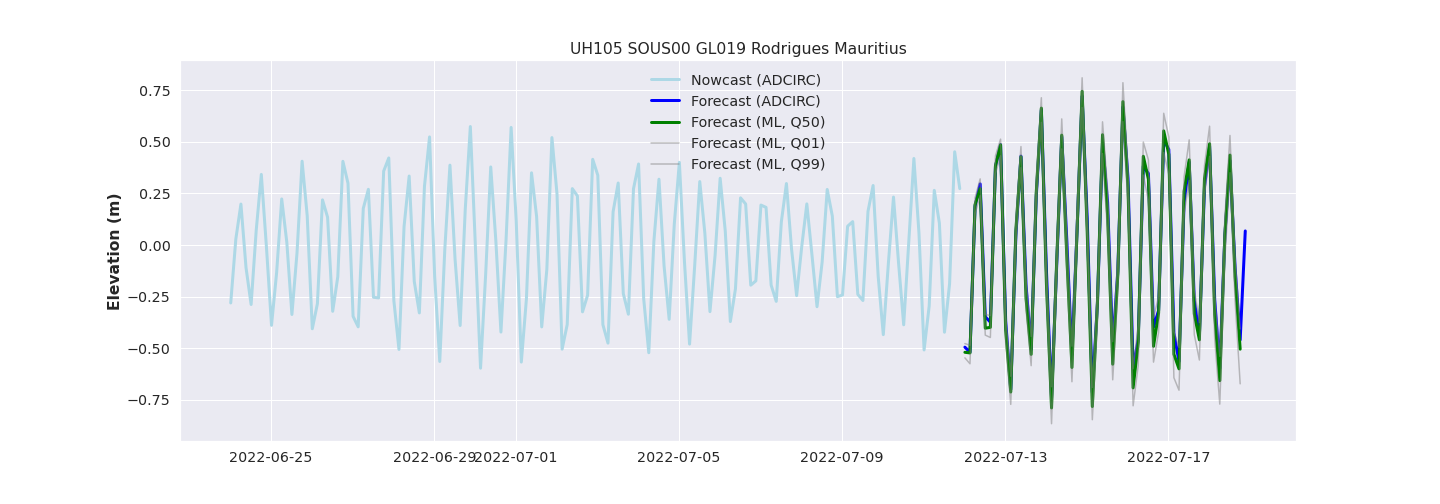 UH105 SOUS00 GL019 Rodrigues Mauritius
Nowcast (ADCIRC)
Forecast (ADCIRC)
Forecast (ML, Q50)
Forecast (ML, Q01)
Forecast (ML, Q99)
Elevation (m)
0.75
0.50
0.25
0.00
−0.25
−0.50
−0.75
2022-06-25
2022-06-29
2022-07-01
2022-07-05
2022-07-09
2022-07-13
2022-07-17